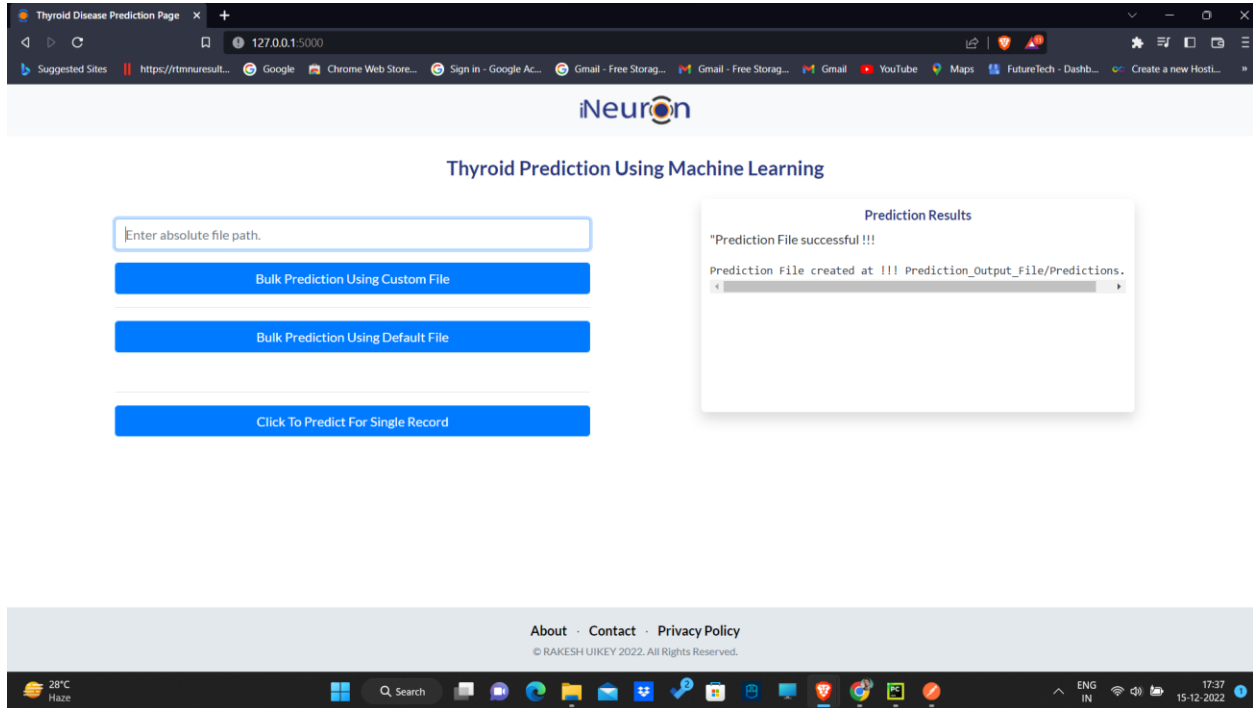 Thyroid Disease Prediction Page
127.0.0.1:5000
Suggested Sites https://rtmnuresult... Google Chrome Web Store... Sign in - Google Ac... Gmail - Free Storag... Gmail - Free Storag... Gmail YouTube Maps FutureTech - Dashb... Create a new Hosti... »
iNeuron
Thyroid Prediction Using Machine Learning
Enter absolute file path.
Bulk Prediction Using Custom File
Bulk Prediction Using Default File
Click To Predict For Single Record
Prediction Results
"Prediction File successful !!!
Prediction File created at !!! Prediction_Output_File/Predictions.
About · Contact · Privacy Policy
© RAKESH UIKEY 2022. All Rights Reserved.
28°C
Haze
Search
2
PC
ENG
IN
17:37
15-12-2022
1